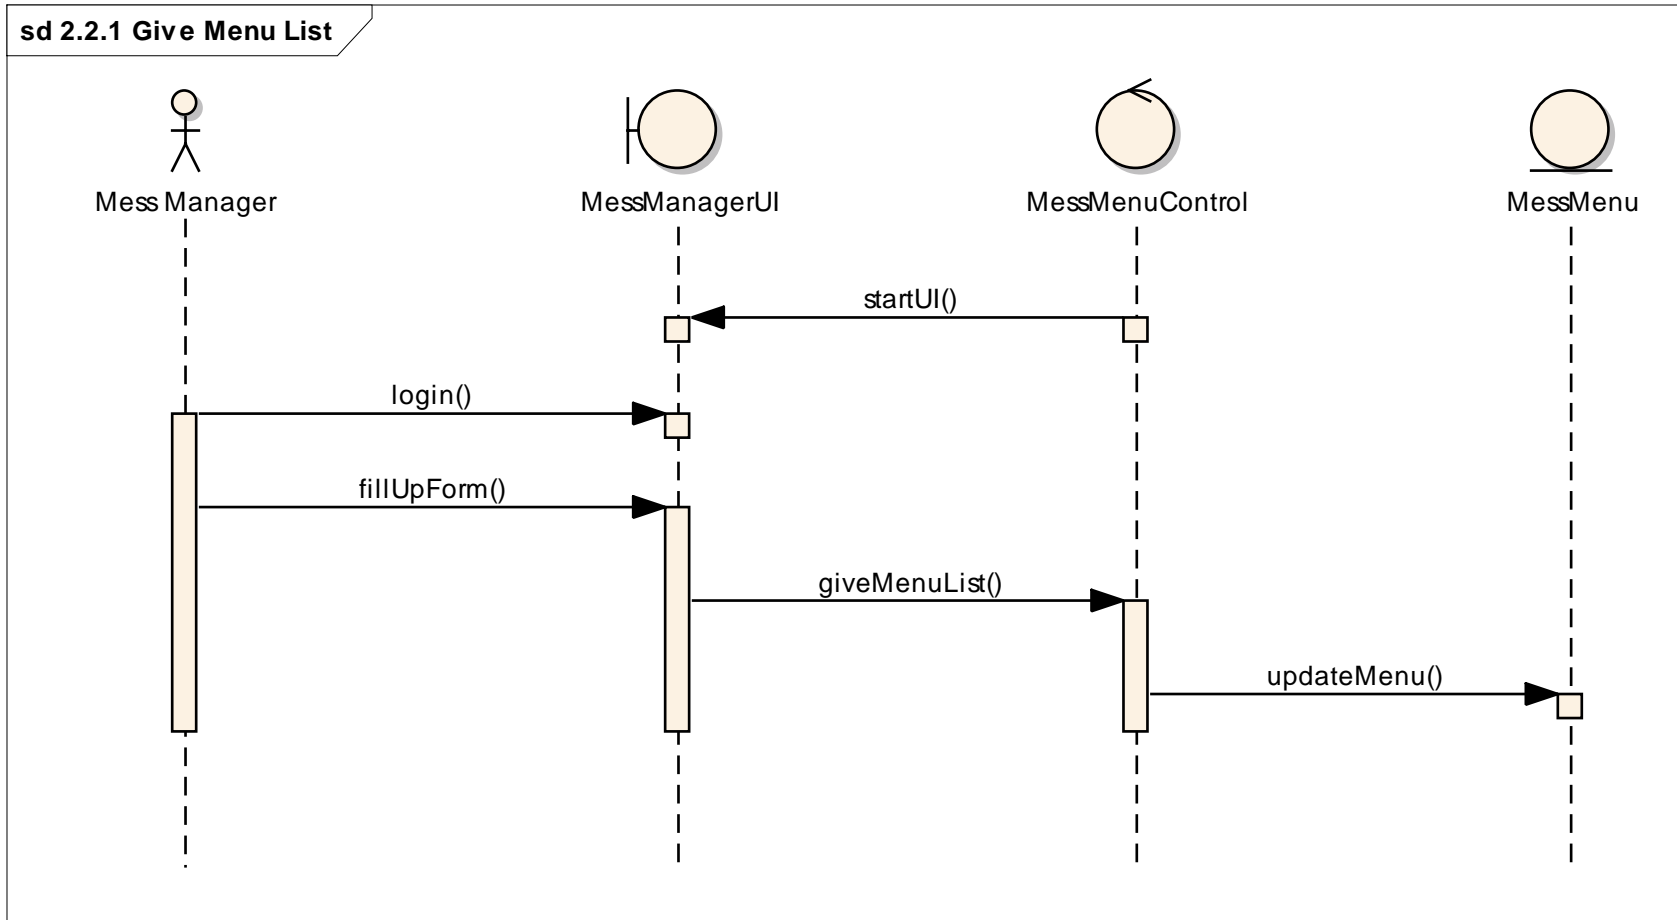 sd 2.2.1 Give Menu List
Mess Manager
MessManagerUI
MessMenuControl
MessMenu
startUI()
login()
fillUpForm()
giveMenuList()
updateMenu()